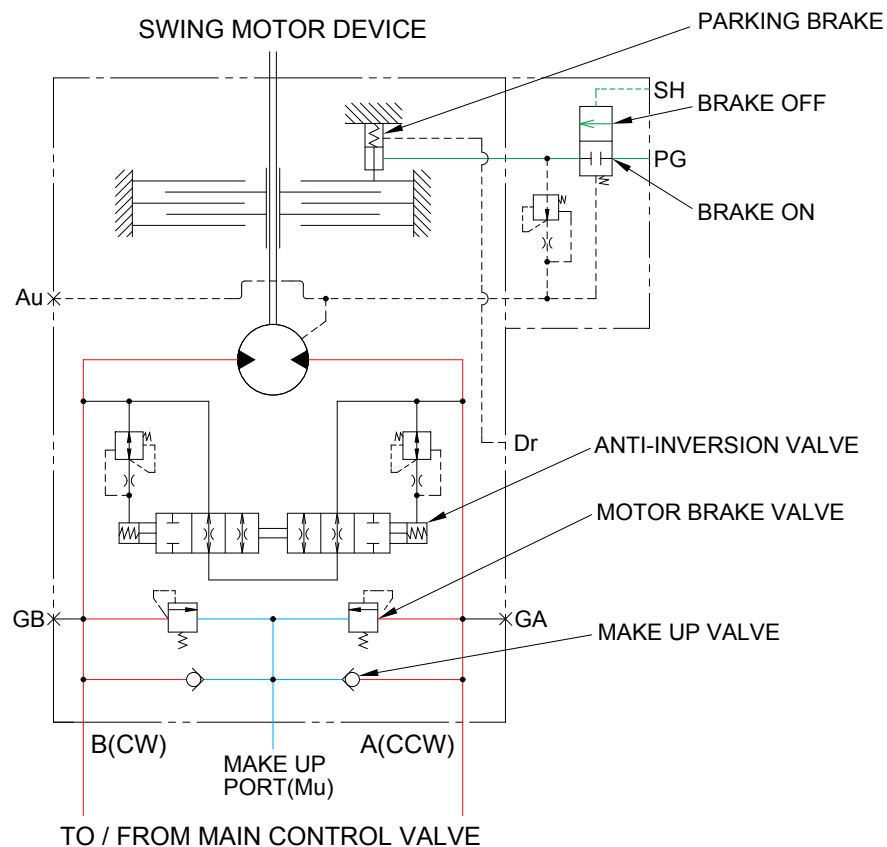 SWING MOTOR DEVICE
PARKING BRAKE
SH
BRAKE OFF
PG
BRAKE ON
Au
Dr
ANTI-INVERSION VALVE
MOTOR BRAKE VALVE
GB
GA
MAKE UP VALVE
B(CW)
A(CCW)
MAKE UP
PORT(Mu)
TO / FROM MAIN CONTROL VALVE